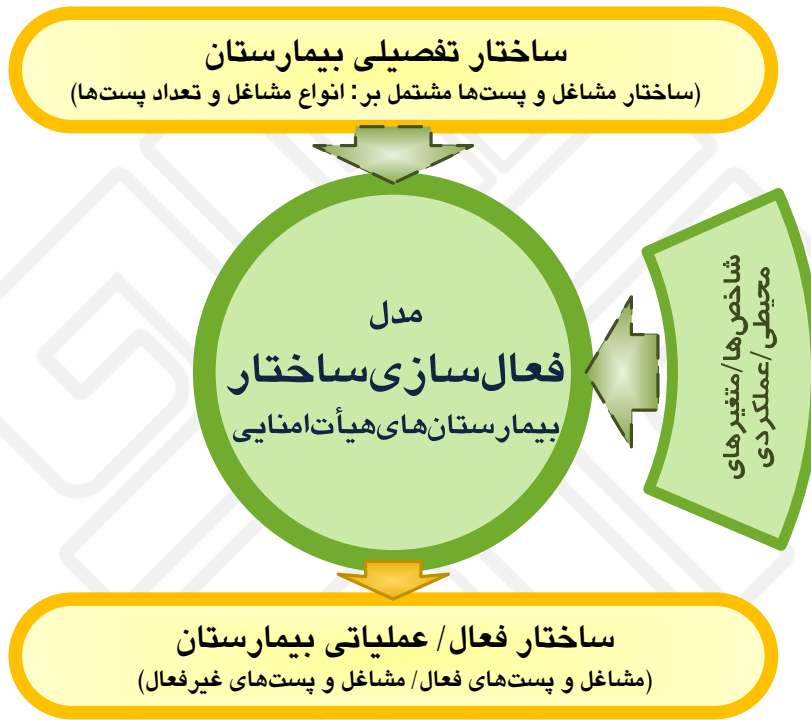 ساختار تفصیلی بیمارستان
(ساختار مشاغل و پست‌ها مشتمل بر: انواع مشاغل و تعداد پست‌ها)
مدل
فعال‌سازی‌ساختار
بیمارستان‌های‌هیأت‌امنایی
شاخص‌ها/متغیرهای
محیطی/عملکردی
ساختار فعال/ عملیاتی بیمارستان
(مشاغل و پست‌های فعال/ مشاغل و پست‌های غیرفعال)